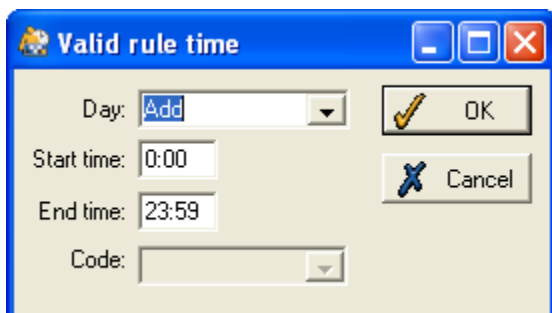 Valid rule time
Day: Add
OK
Start time: 0:00
Cancel
End time: 23:59
Code: